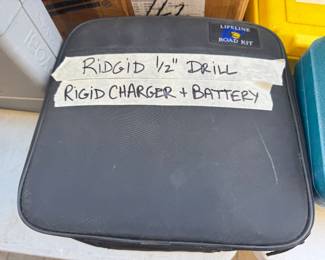 LIFELINE
ROAD KIT
RIDGID 1/2" DRILL
RIGID CHARGER + BATTERY